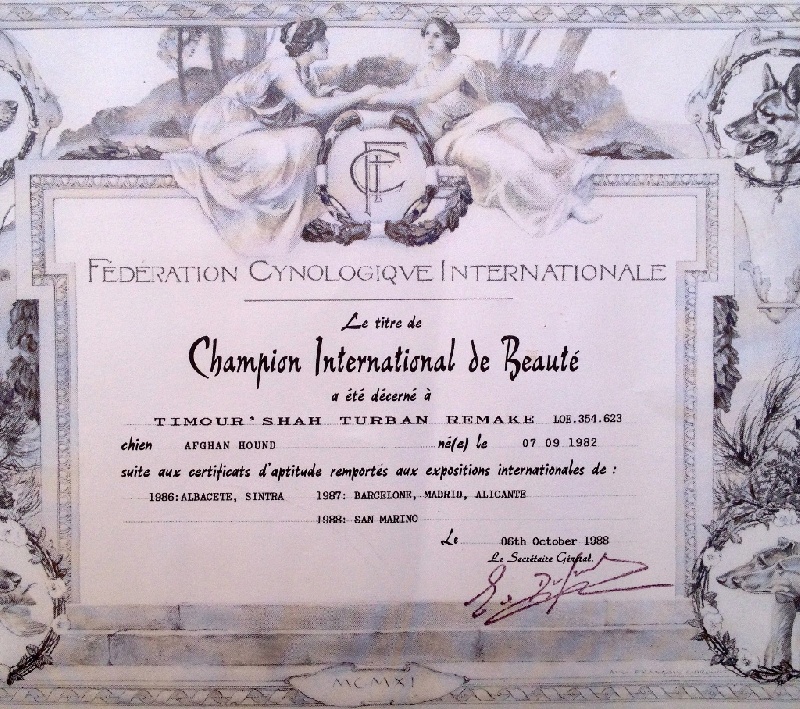 FCI
FÉDÉRATION CYNOLOGIQVE INTERNATIONALE
Le titre de
Champion International de Beauté
a été décerné à
TIMOUR'SHAH TURBAN REMAKE LOE.354.623
chien AFGHAN HOUND né(e) le 07 09 1982
suite aux certificats d'aptitude remportés aux expositions internationales de :
1986:ALBACETE, SINTRA 1987: BARCELONE, MADRID, ALICANTE
1988: SAN MARINO
Le 06th October 1988
Le Secrétaire Général.
MCMXI